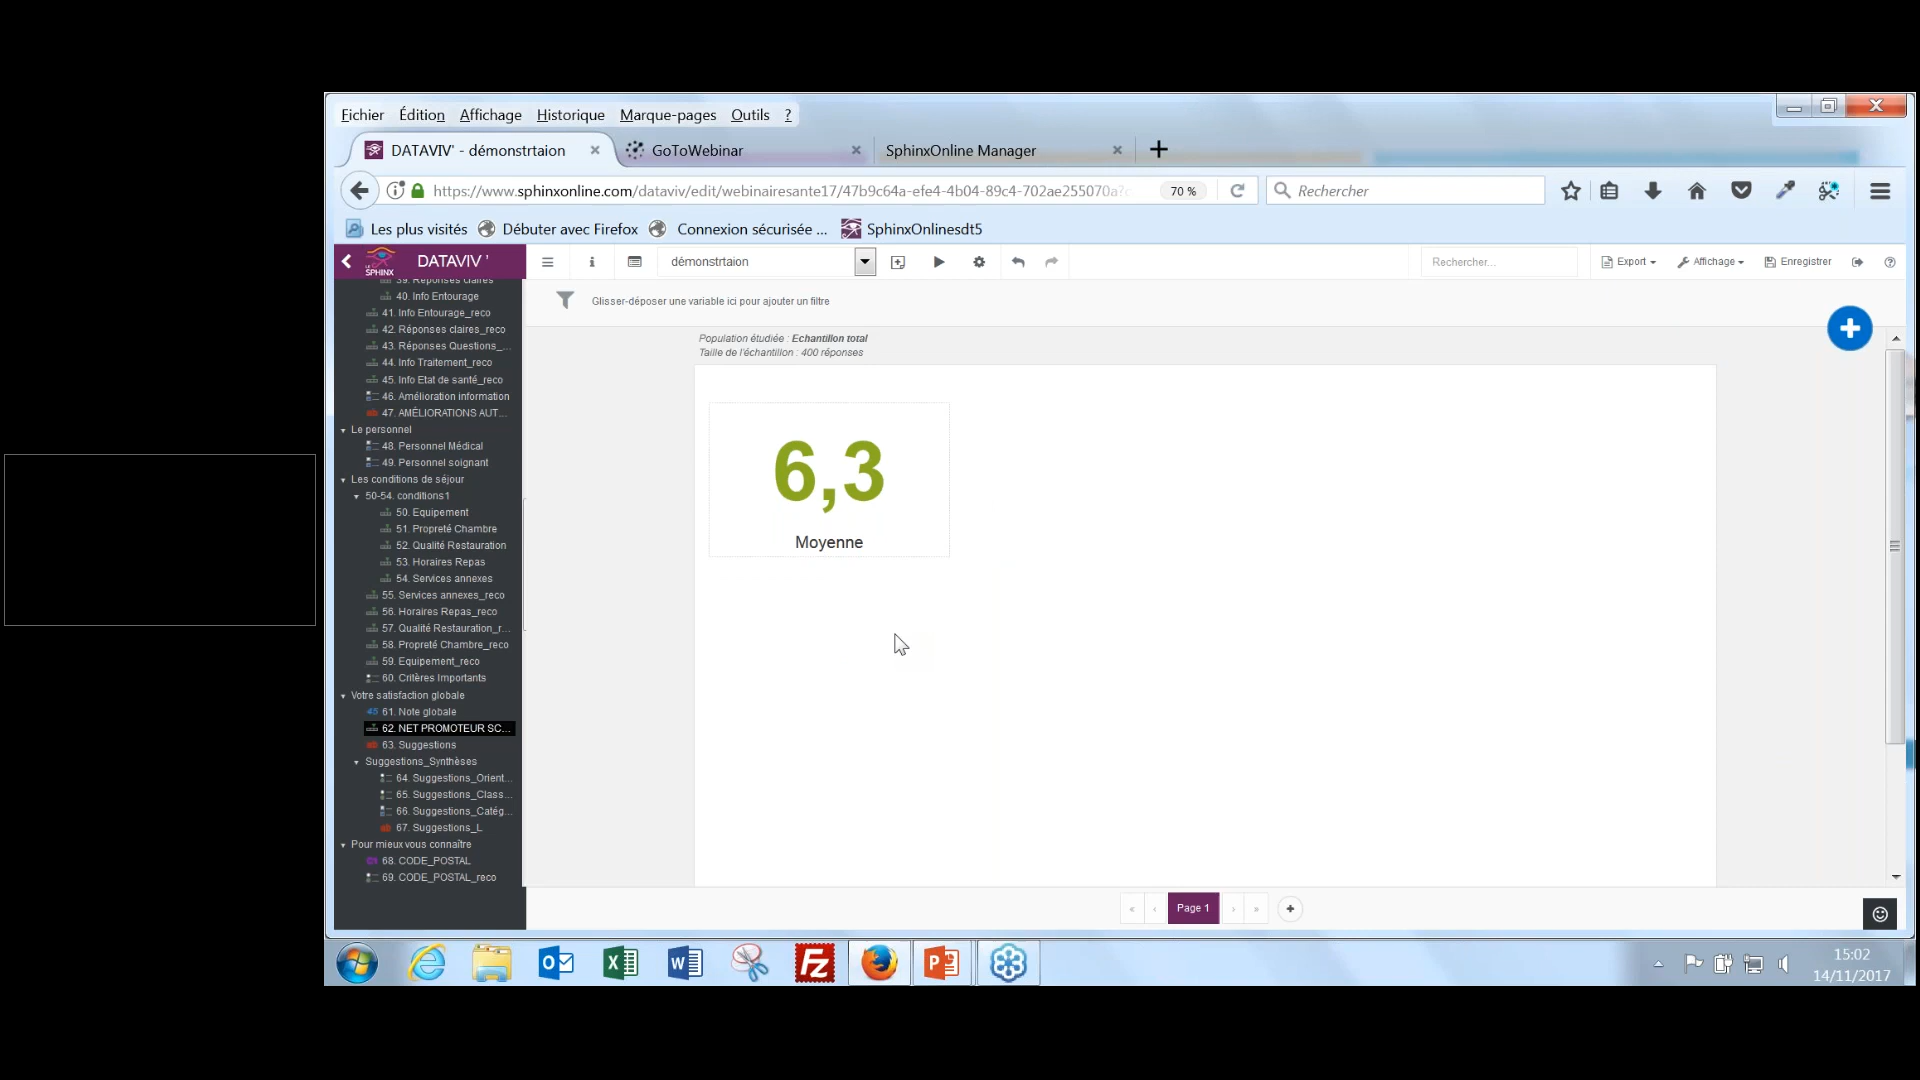 Fichier Édition Affichage Historique Marque-pages Outils ?
DATAVIV' - démonstrtaion GoToWebinar SphinxOnline Manager
https://www.sphinxonline.com/dataviv/edit/webinairesante17/47b9c64a-efe4-4b04-89c4-702ae255070a?c 70 % Rechercher
Les plus visités Débuter avec Firefox Connexion sécurisée ... SphinxOnlinesdt5
LE SPHINX DATAVIV ' démonstrtaion Rechercher... Export Affichage Enregistrer
Glisser-déposer une variable ici pour ajouter un filtre
39. Réponses claires
40. Info Entourage
41. Info Entourage_reco
42. Réponses claires_reco
43. Réponses Questions_...
44. Info Traitement_reco
45. Info Etat de santé_reco
46. Amélioration information
47. AMÉLIORATIONS AUT...
Le personnel
48. Personnel Médical
49. Personnel soignant
Les conditions de séjour
50-54. conditions1
50. Equipement
51. Propreté Chambre
52. Qualité Restauration
53. Horaires Repas
54. Services annexes
55. Services annexes_reco
56. Horaires Repas_reco
57. Qualité Restauration_r...
58. Propreté Chambre_reco
59. Equipement_reco
60. Critères Importants
Votre satisfaction globale
61. Note globale
62. NET PROMOTEUR SC...
63. Suggestions
Suggestions_Synthèses
64. Suggestions_Orient...
65. Suggestions_Class...
66. Suggestions_Catég...
67. Suggestions_L
Pour mieux vous connaître
68. CODE_POSTAL
69. CODE_POSTAL_reco
Population étudiée : Echantillon total
Taille de l'échantillon : 400 réponses
6,3
Moyenne
« ‹ Page 1 › »
15:02
14/11/2017